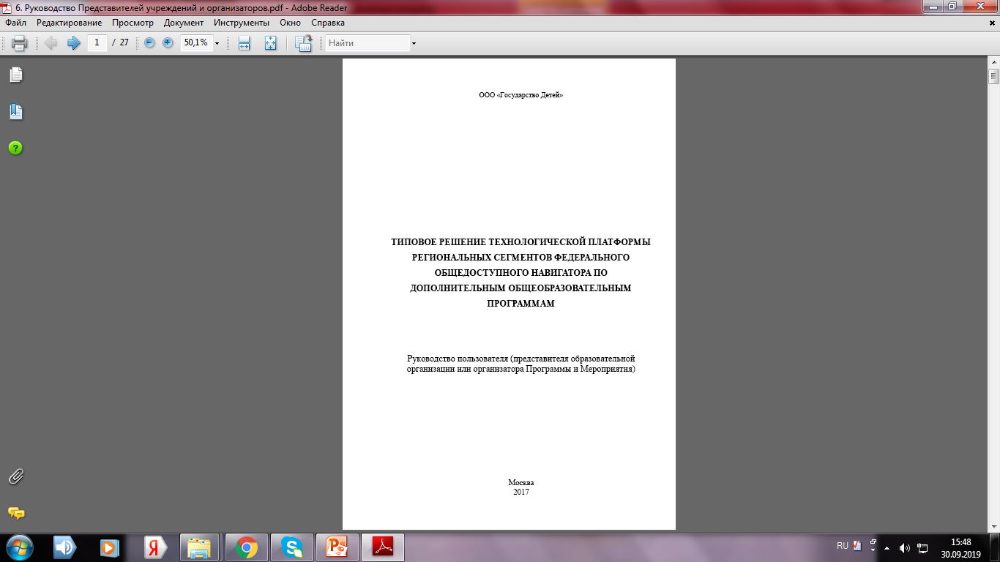 6. Руководство Представителей учреждений и организаторов.pdf - Adobe Reader
Файл Редактирование Просмотр Документ Инструменты Окно Справка
1 / 27 50,1% Найти
ООО «Государство Детей»
ТИПОВОЕ РЕШЕНИЕ ТЕХНОЛОГИЧЕСКОЙ ПЛАТФОРМЫ
РЕГИОНАЛЬНЫХ СЕГМЕНТОВ ФЕДЕРАЛЬНОГО
ОБЩЕДОСТУПНОГО НАВИГАТОРА ПО
ДОПОЛНИТЕЛЬНЫМ ОБЩЕОБРАЗОВАТЕЛЬНЫМ
ПРОГРАММАМ
Руководство пользователя (представителя образовательной
организации или организатора Программы и Мероприятия)
Москва
2017
RU 15:48
30.09.2019